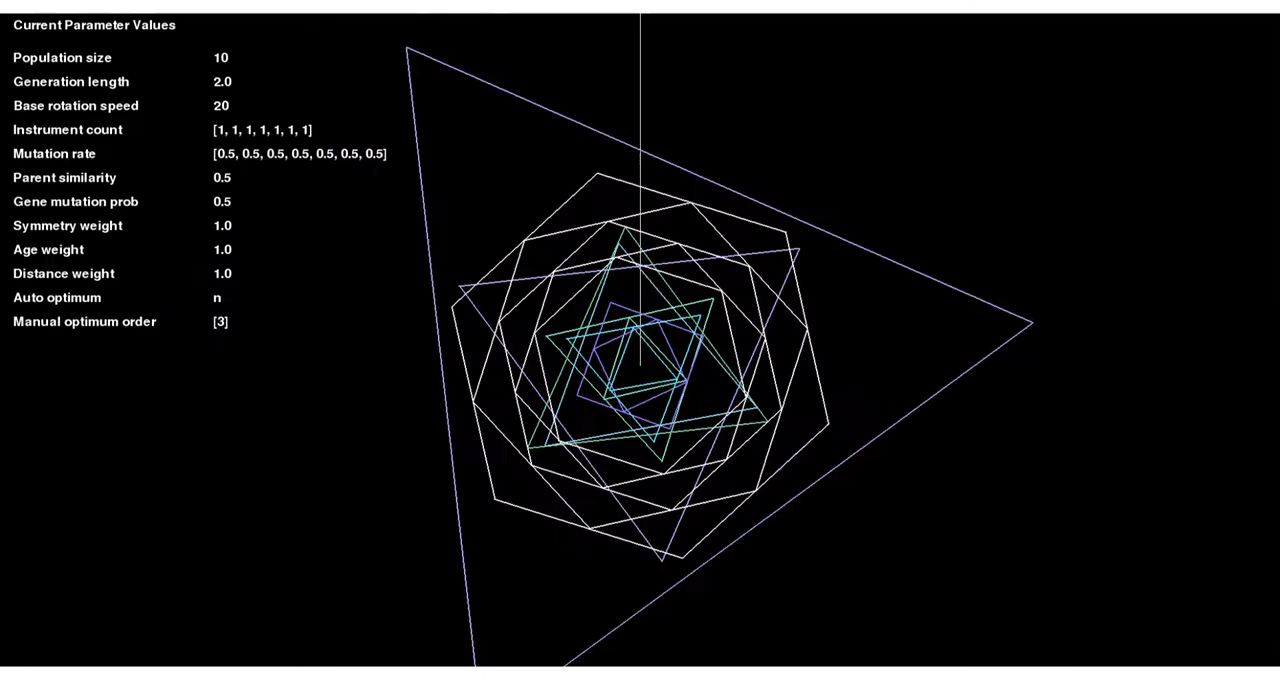 Current Parameter Values
Population size 10
Generation length 2.0
Base rotation speed 20
Instrument count [1, 1, 1, 1, 1, 1, 1]
Mutation rate [0.5, 0.5, 0.5, 0.5, 0.5, 0.5, 0.5]
Parent similarity 0.5
Gene mutation prob 0.5
Symmetry weight 1.0
Age weight 1.0
Distance weight 1.0
Auto optimum n
Manual optimum order [3]